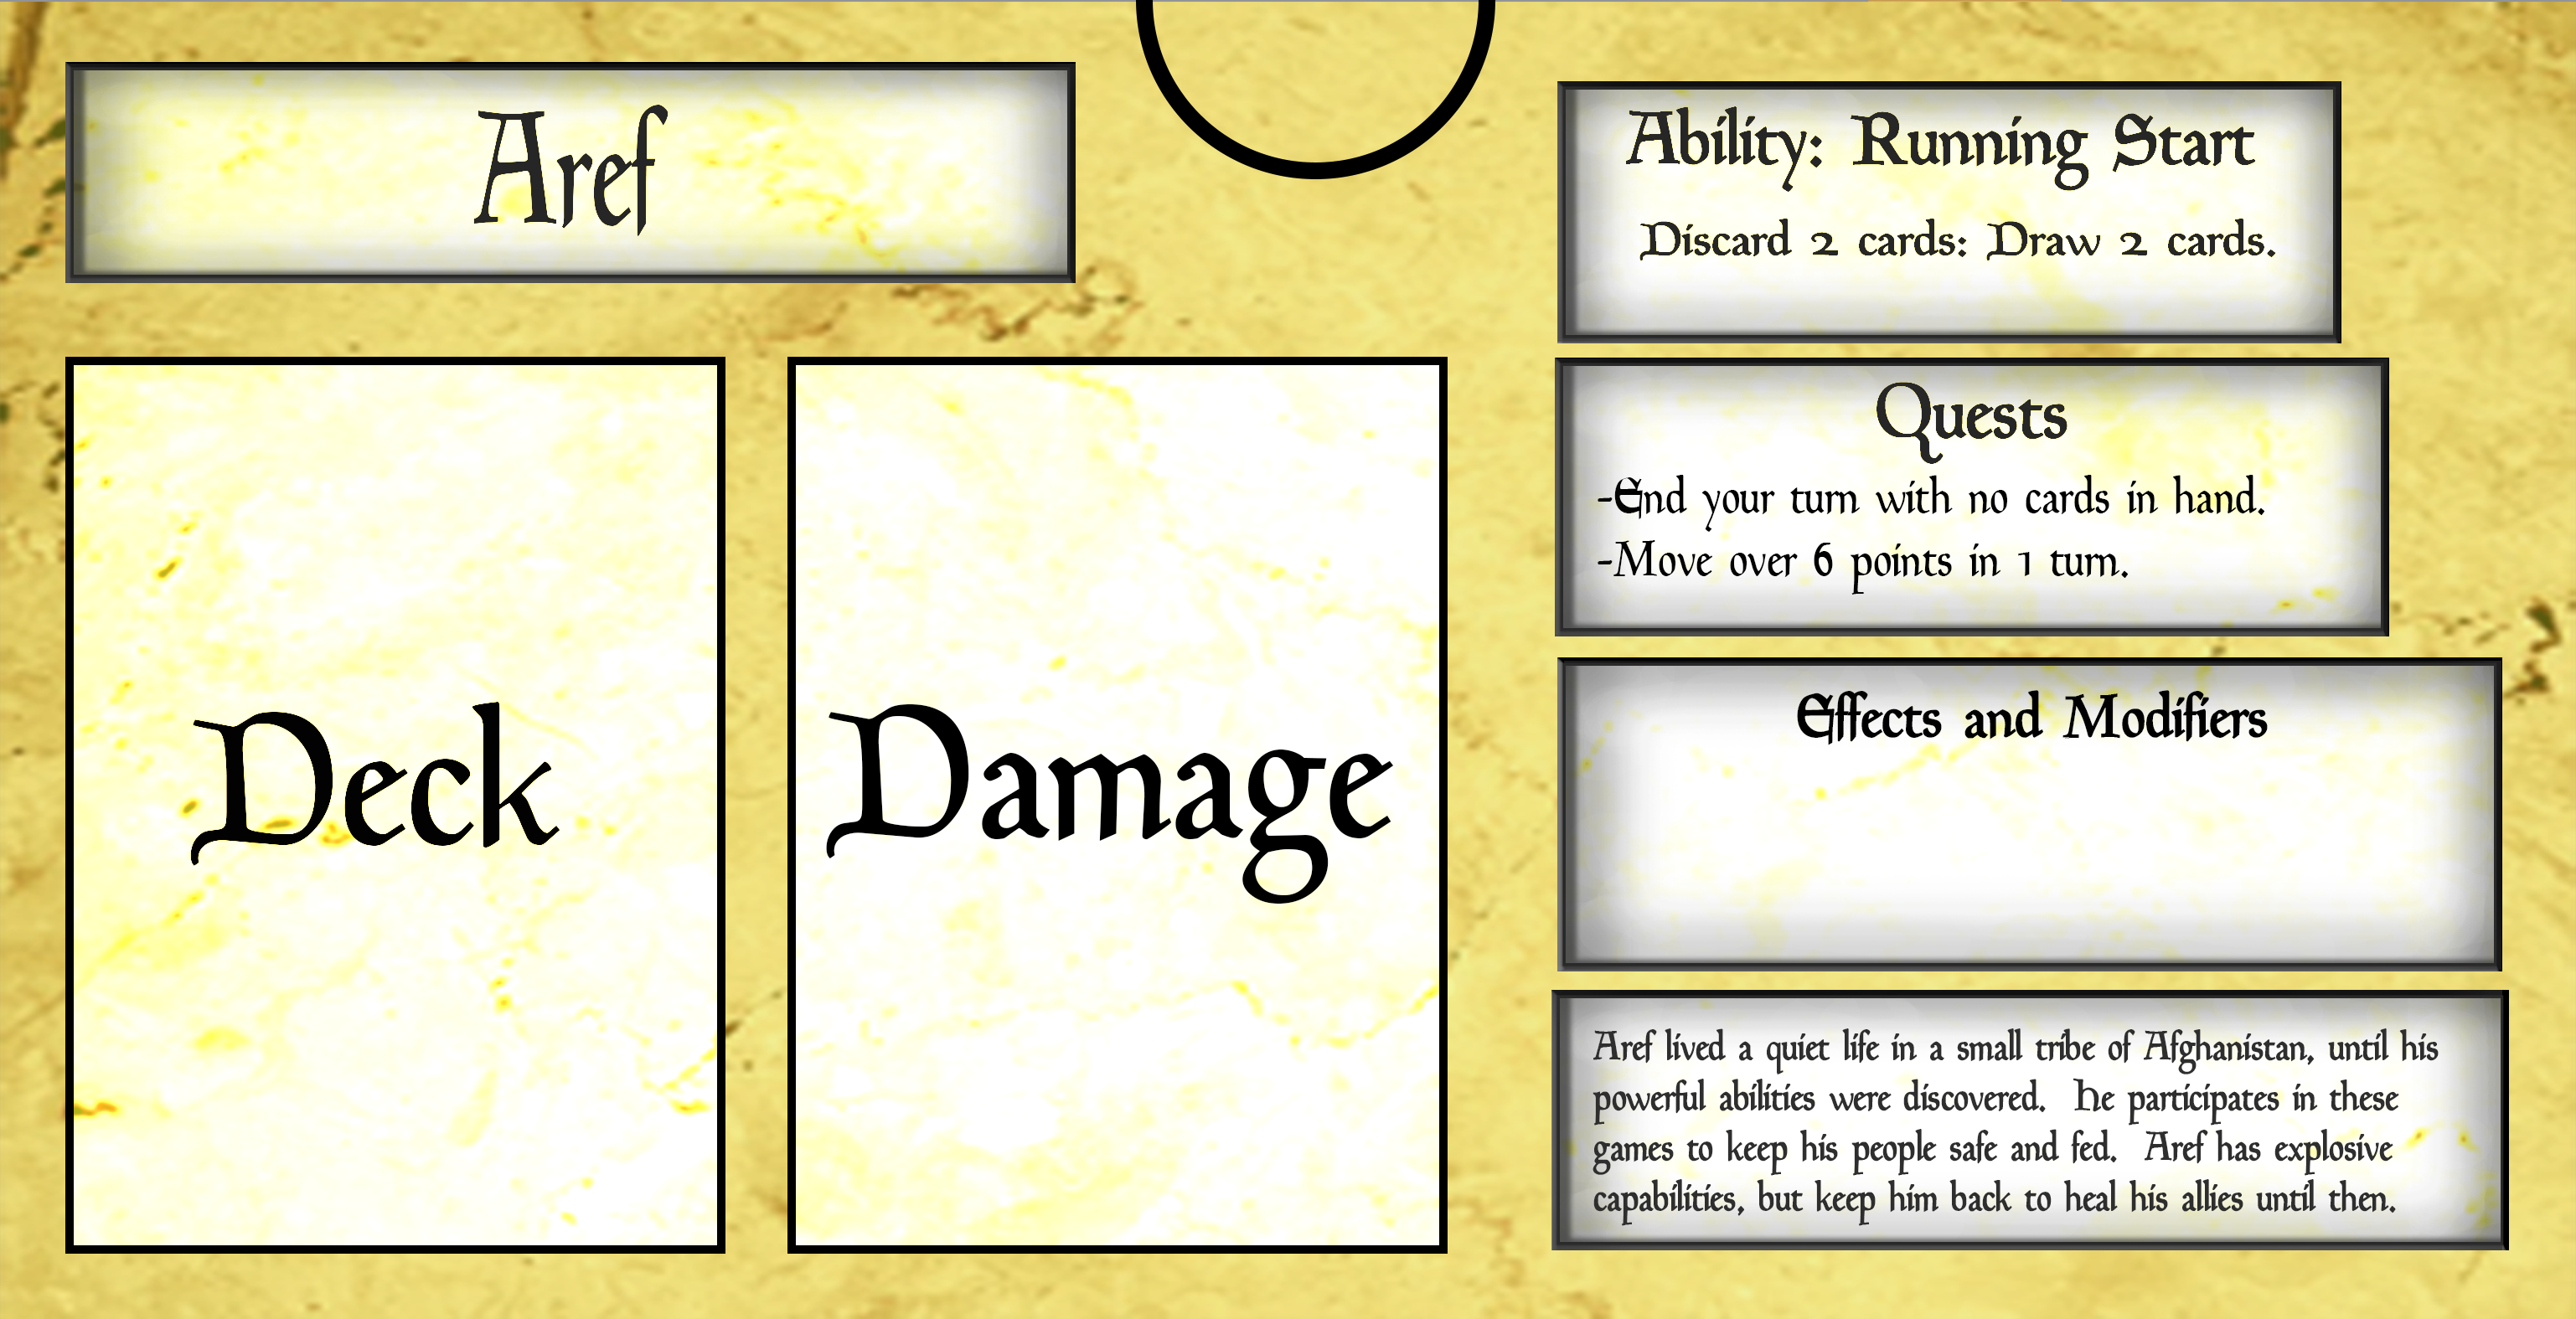 Aref
Ability: Running Start
Discard 2 cards: Draw 2 cards.
Quests
-End your turn with no cards in hand.
-Move over 6 points in 1 turn.
Deck
Damage
Effects and Modifiers
Aref lived a quiet life in a small tribe of Afghanistan, until his
powerful abilities were discovered.  He participates in these
games to keep his people safe and fed.  Aref has explosive
capabilities, but keep him back to heal his allies until then.